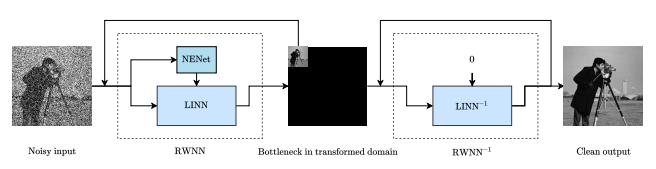 NENet
LINN
0
LINN⁻¹
Noisy input
RWNN
Bottleneck in transformed domain
RWNN⁻¹
Clean output